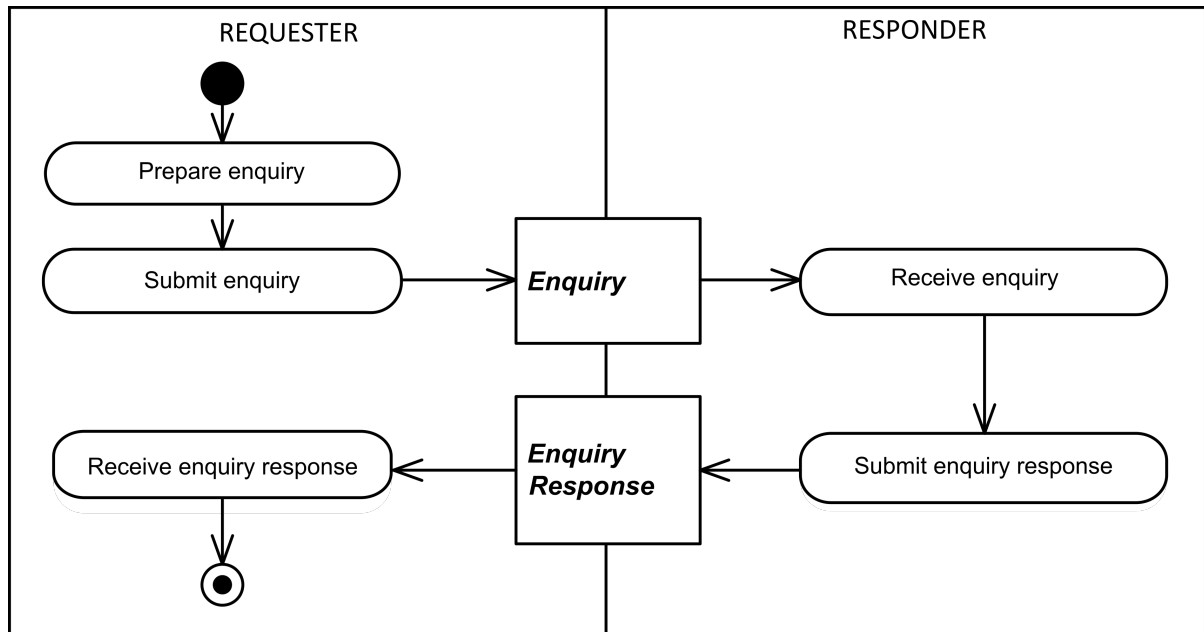 REQUESTER
RESPONDER
Prepare enquiry
Submit enquiry
Enquiry
Receive enquiry
Receive enquiry response
Enquiry
Response
Submit enquiry response